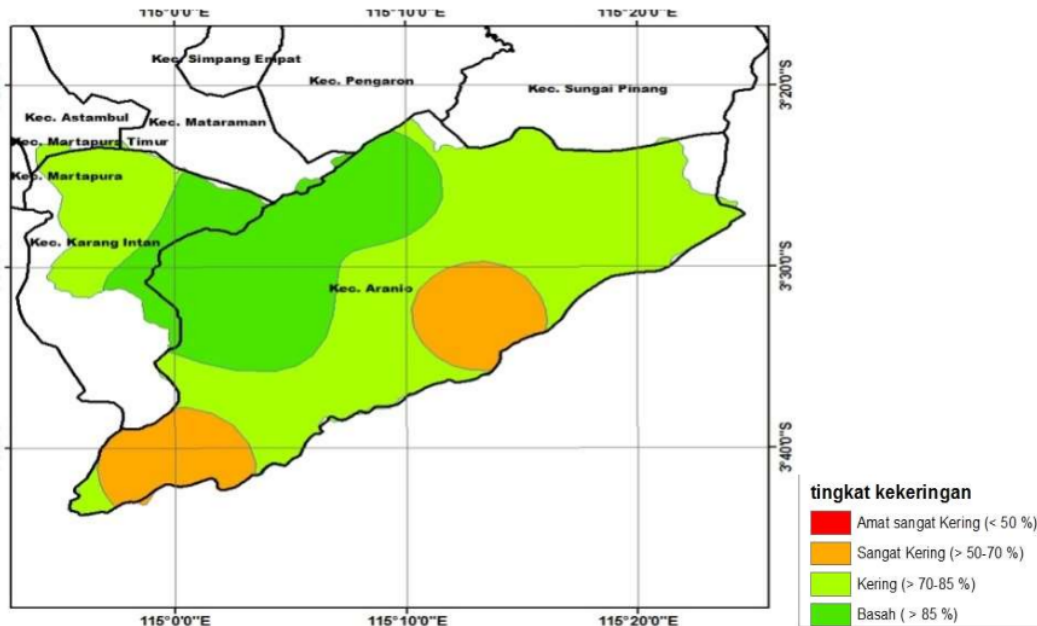 115°0'0"E 115°10'0"E 115°20'0"E
Kec. Simpang Empat
Kec. Pengaron
Kec. Sungai Pinang
3°20'0"S
Kec. Astambul
Kec. Mataraman
Kec. Martapura Timur
Kec. Martapura
Kec. Karang Intan
3°30'0"S
Kec. Aranio
3°40'0"S
tingkat kekeringan
Amat sangat Kering (< 50 %)
Sangat Kering (> 50-70 %)
Kering (> 70-85 %)
Basah ( > 85 %)
115°0'0"E 115°10'0"E 115°20'0"E